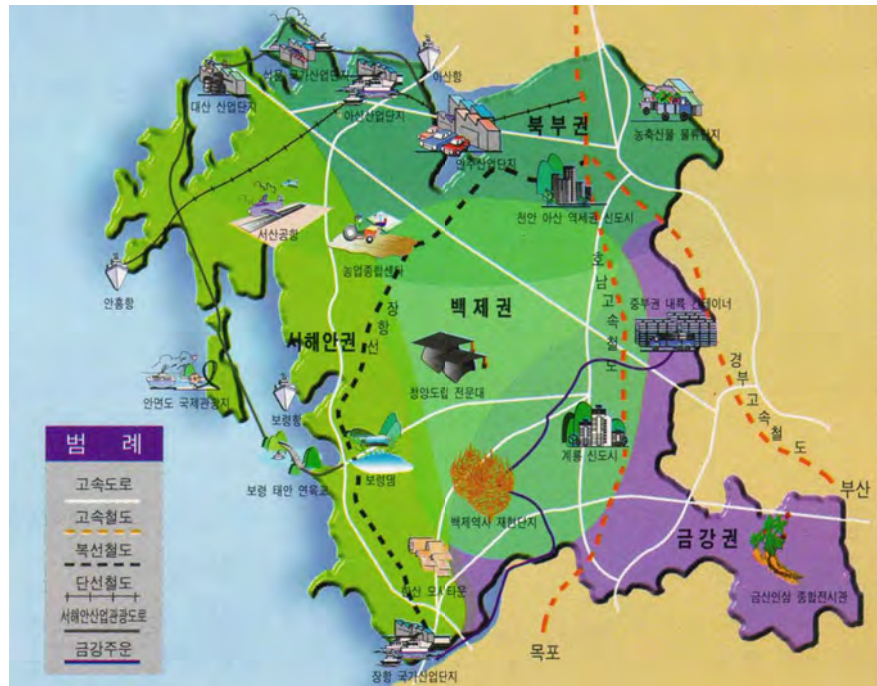 아산항
대산 산업단지
석문 국가산업단지
아산산업단지
북부권
농축산물 물류단지
인주산업단지
천안 아산 역세권 신도시
서산공항
농업종합센타
안흥항
호남고속철도
중부권 내륙 컨테이너
백제권
장항선
서해안권
경부고속철도
청양도립 전문대
안면도 국제관광지
보령항
계룡 신도시
보령 태안 연육교
보령댐
부산
백제역사 재현단지
금강권
금산인삼 종합전시관
모시타운
목포
장항 국가산업단지
범 례
고속도로
고속철도
복선철도
단선철도
서해안산업관광도로
금강주운